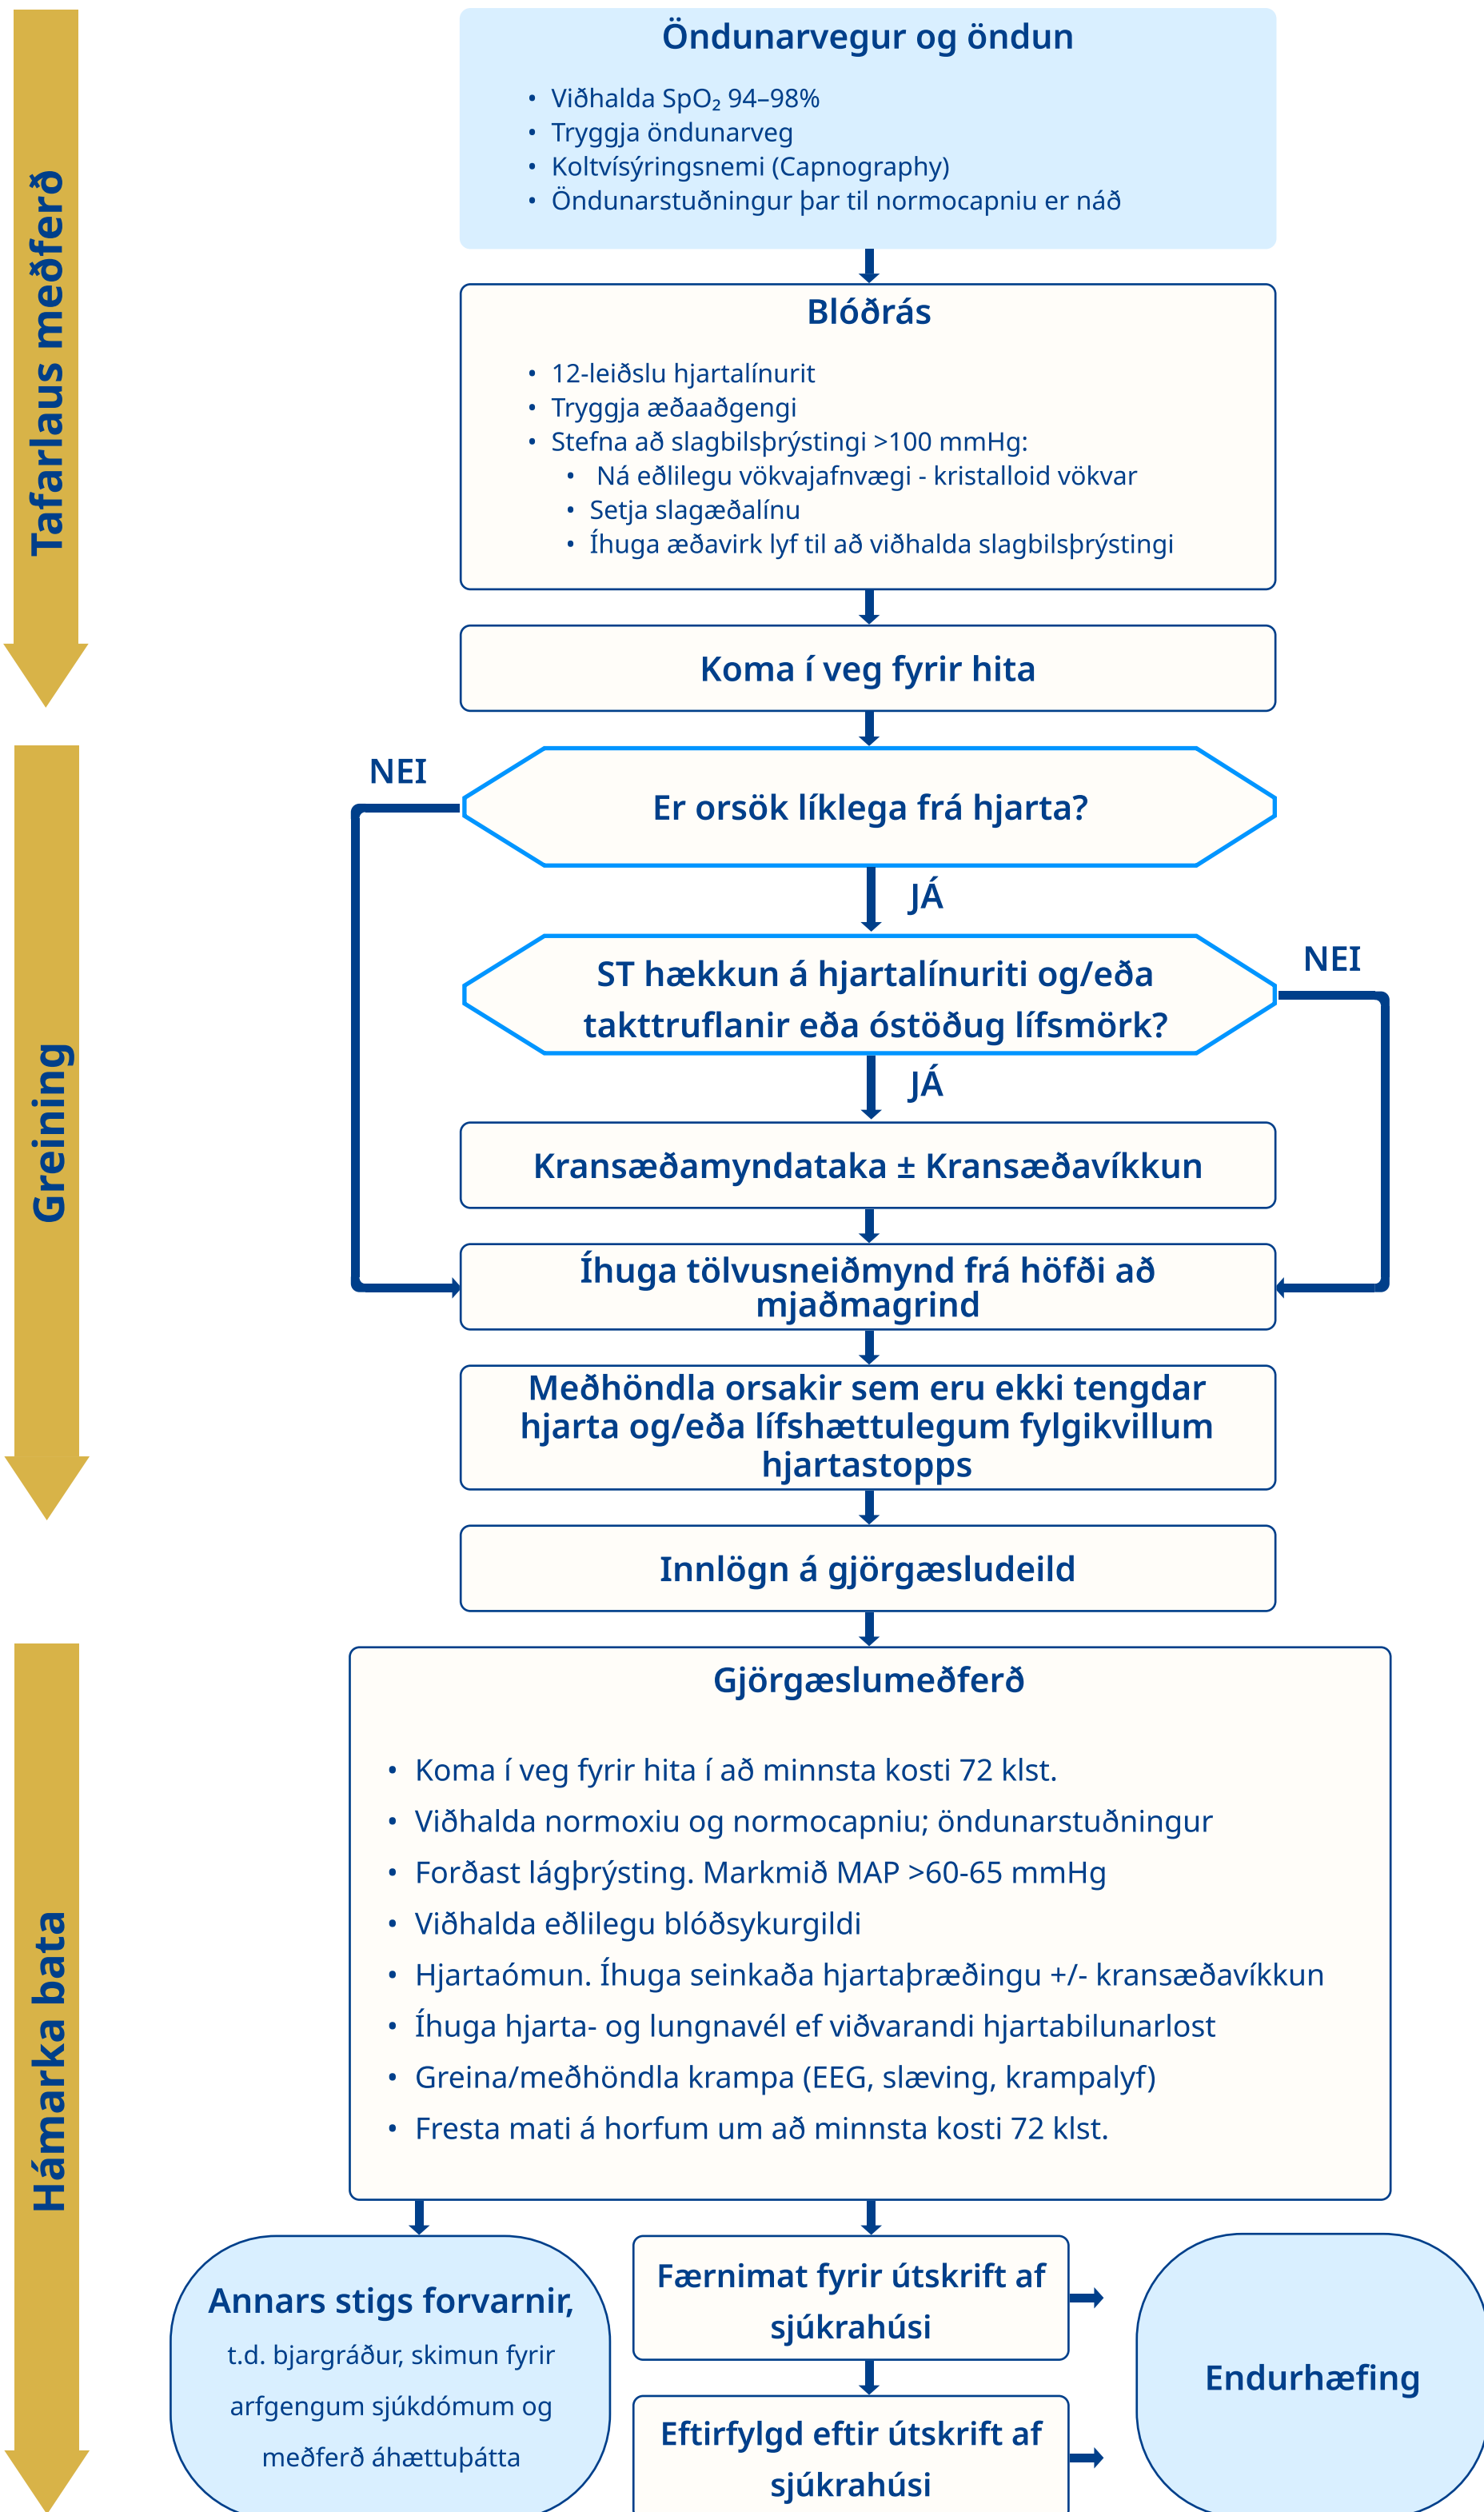 Tafarlaus meðferð
Öndunarvegur og öndun
• Viðhalda SpO₂ 94–98%
• Tryggja öndunarveg
• Koltvísýringsnemi (Capnography)
• Öndunarstuðningur þar til normocapniu er náð
Blóðrás
• 12-leiðslu hjartalínurit
• Tryggja æðaaðgengi
• Stefna að slagbilsþrýstingi >100 mmHg:
• Ná eðlilegu vökvajafnvægi - kristalloid vökvar
• Setja slagæðalínu
• Íhuga æðavirk lyf til að viðhalda slagbilsþrýstingi
Koma í veg fyrir hita
Greining
NEI
Er orsök líklega frá hjarta?
JÁ
ST hækkun á hjartalínuriti og/eða
takttruflanir eða óstöðug lífsmörk?
NEI
JÁ
Kransæðamyndataka ± Kransæðavíkkun
Íhuga tölvusneiðmynd frá höfði að
mjaðmagrind
Meðhöndla orsakir sem eru ekki tengdar
hjarta og/eða lífshættulegum fylgikvillum
hjartastopps
Innlögn á gjörgæsludeild
Hámarka bata
Gjörgæslumeðferð
• Koma í veg fyrir hita í að minnsta kosti 72 klst.
• Viðhalda normoxiu og normocapniu; öndunarstuðningur
• Forðast lágþrýsting. Markmið MAP >60-65 mmHg
• Viðhalda eðlilegu blóðsykurgildi
• Hjartaómun. Íhuga seinkaða hjartaþræðingu +/- kransæðavíkkun
• Íhuga hjarta- og lungnavél ef viðvarandi hjartabilunarlost
• Greina/meðhöndla krampa (EEG, slæving, krampalyf)
• Fresta mati á horfum um að minnsta kosti 72 klst.
Annars stigs forvarnir,
t.d. bjargráður, skimun fyrir
arfgengum sjúkdómum og
meðferð áhættuþátta
Færnimat fyrir útskrift af
sjúkrahúsi
Eftirfylgd eftir útskrift af
sjúkrahúsi
Endurhæfing